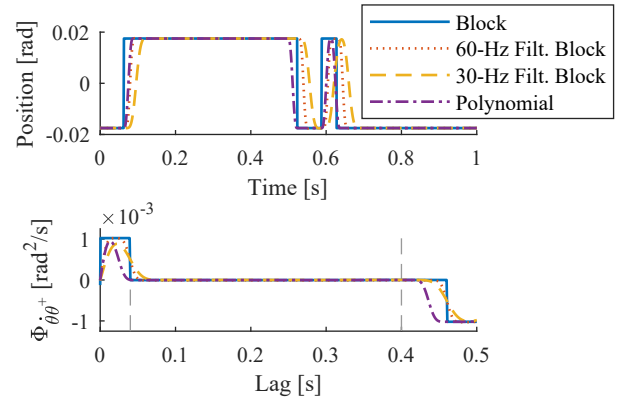 0.02
0
-0.02
Position [rad]
0 0.2 0.4 0.6 0.8 1
Time [s]
Block
60-Hz Filt. Block
30-Hz Filt. Block
Polynomial
×10⁻³
1
0
-1
Φθ̇θ⁺ [rad²/s]
0 0.1 0.2 0.3 0.4 0.5
Lag [s]